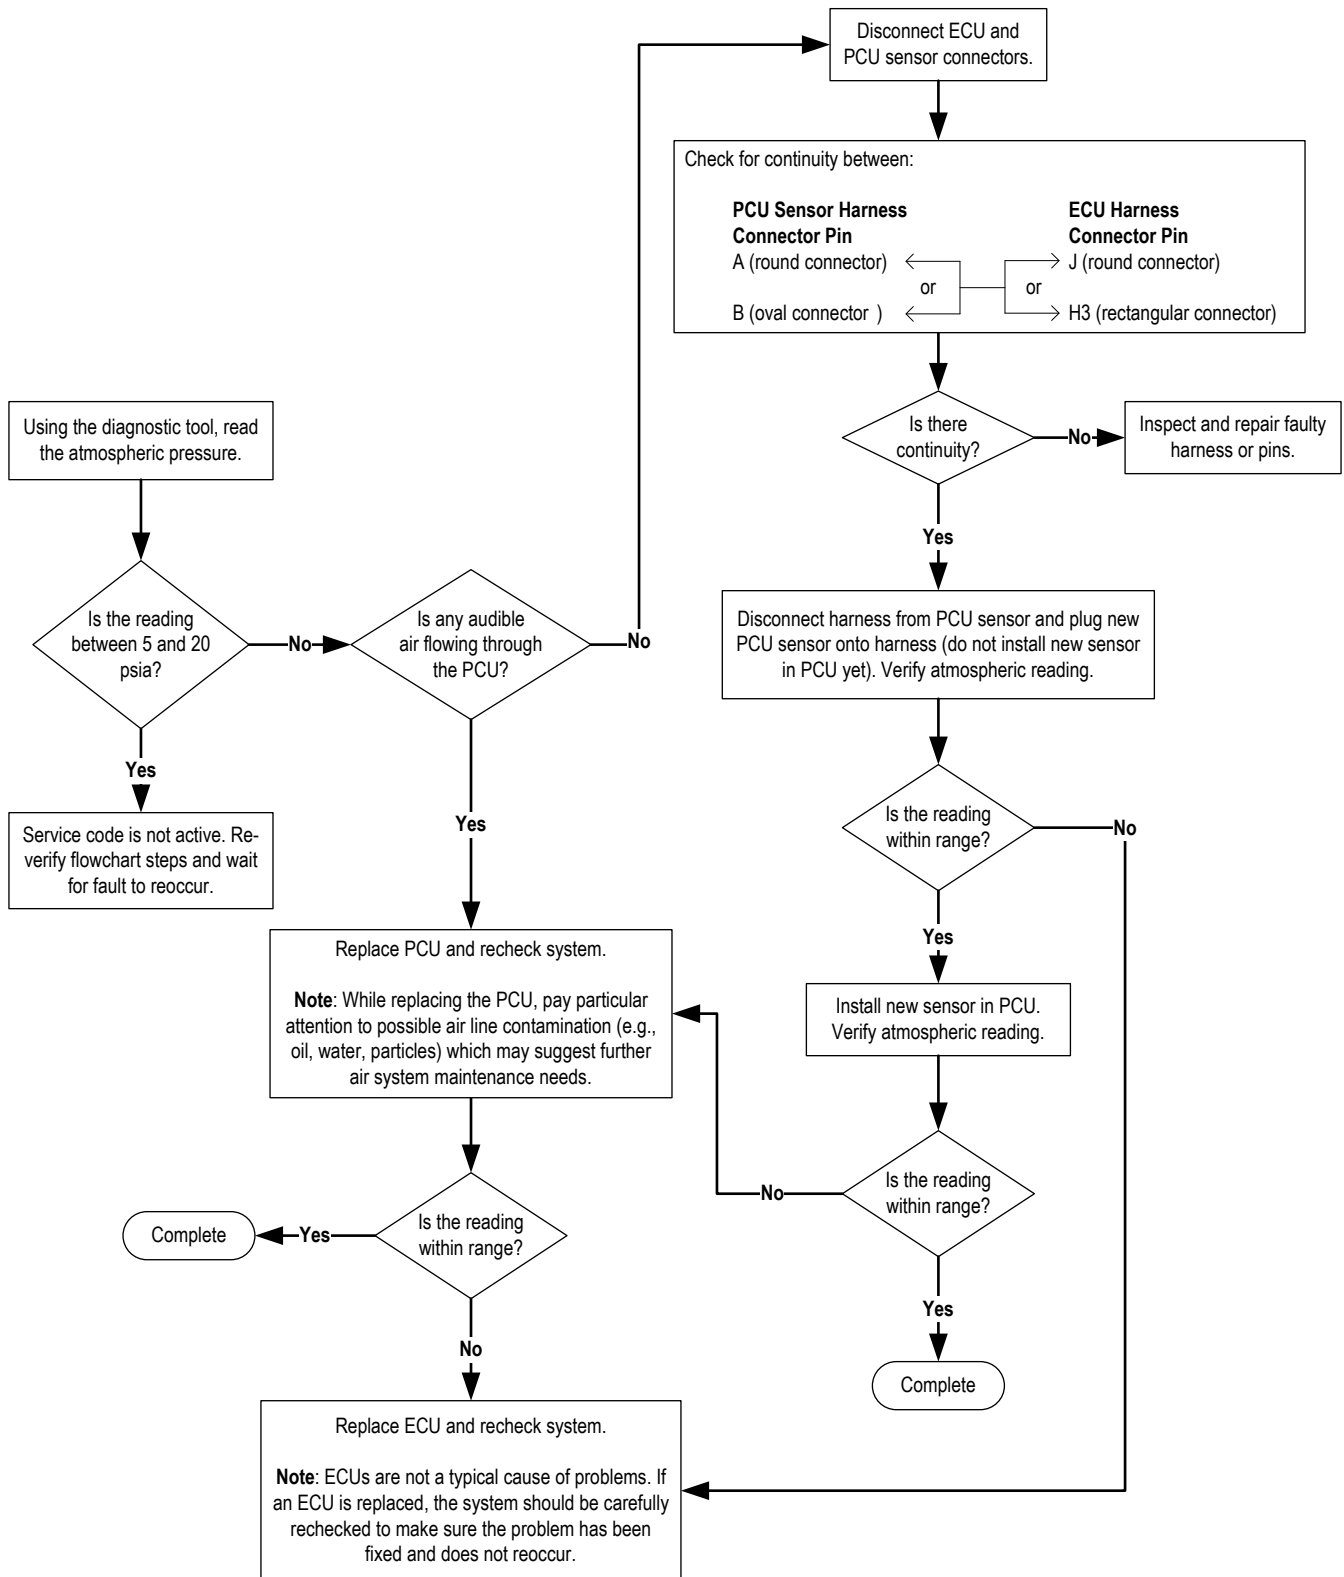 Disconnect ECU and
PCU sensor connectors.
Check for continuity between:
PCU Sensor Harness
Connector Pin
ECU Harness
Connector Pin
A (round connector)
J (round connector)
or
or
B (oval connector )
H3 (rectangular connector)
Using the diagnostic tool, read
the atmospheric pressure.
Is there
continuity?
No
Inspect and repair faulty
harness or pins.
Yes
Is the reading
between 5 and 20
psia?
No
Is any audible
air flowing through
the PCU?
No
Disconnect harness from PCU sensor and plug new
PCU sensor onto harness (do not install new sensor
in PCU yet). Verify atmospheric reading.
Yes
Service code is not active. Re-
verify flowchart steps and wait
for fault to reoccur.
Yes
Is the reading
within range?
No
Yes
Replace PCU and recheck system.
Note: While replacing the PCU, pay particular
attention to possible air line contamination (e.g.,
oil, water, particles) which may suggest further
air system maintenance needs.
Install new sensor in PCU.
Verify atmospheric reading.
Is the reading
within range?
No
Complete
Yes
Is the reading
within range?
Yes
Complete
No
Replace ECU and recheck system.
Note: ECUs are not a typical cause of problems. If
an ECU is replaced, the system should be carefully
rechecked to make sure the problem has been
fixed and does not reoccur.